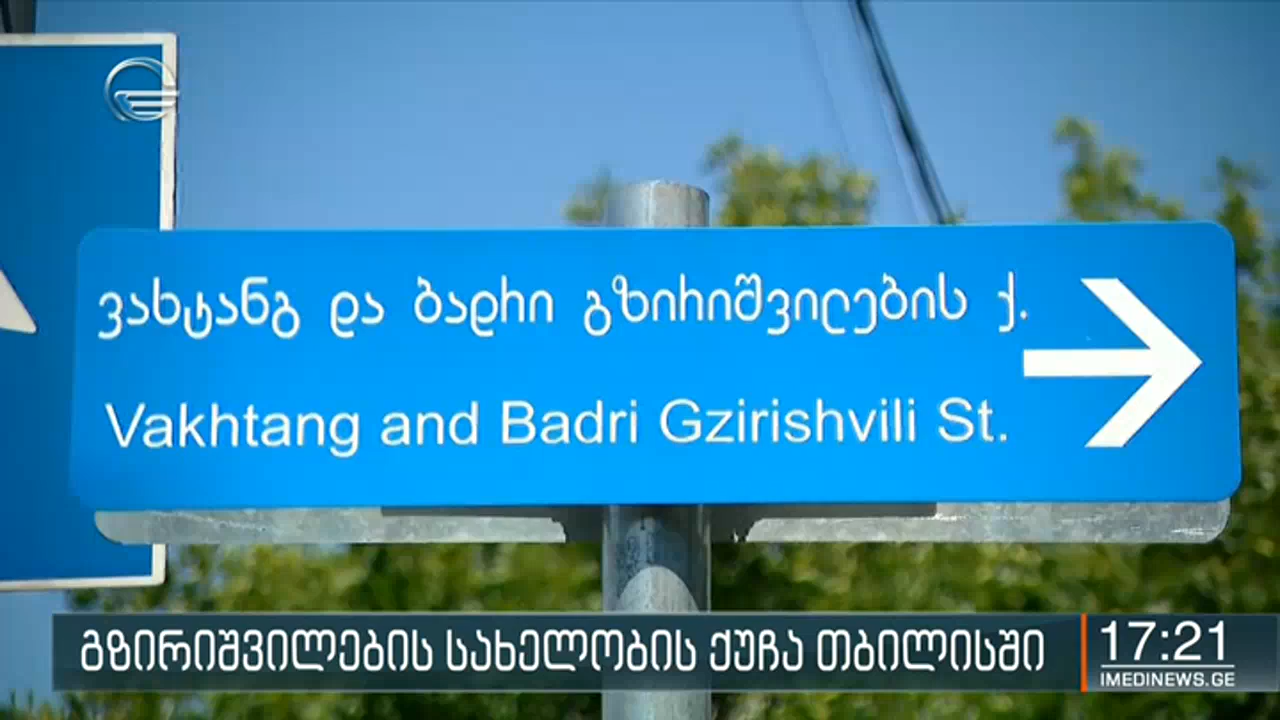 ვახტანგ და ბადრი გზირიშვილების ქ.
Vakhtang and Badri Gzirishvili St.
გზირიშვილების სახელობის ქუჩა თბილისში
17:21
IMEDINEWS.GE